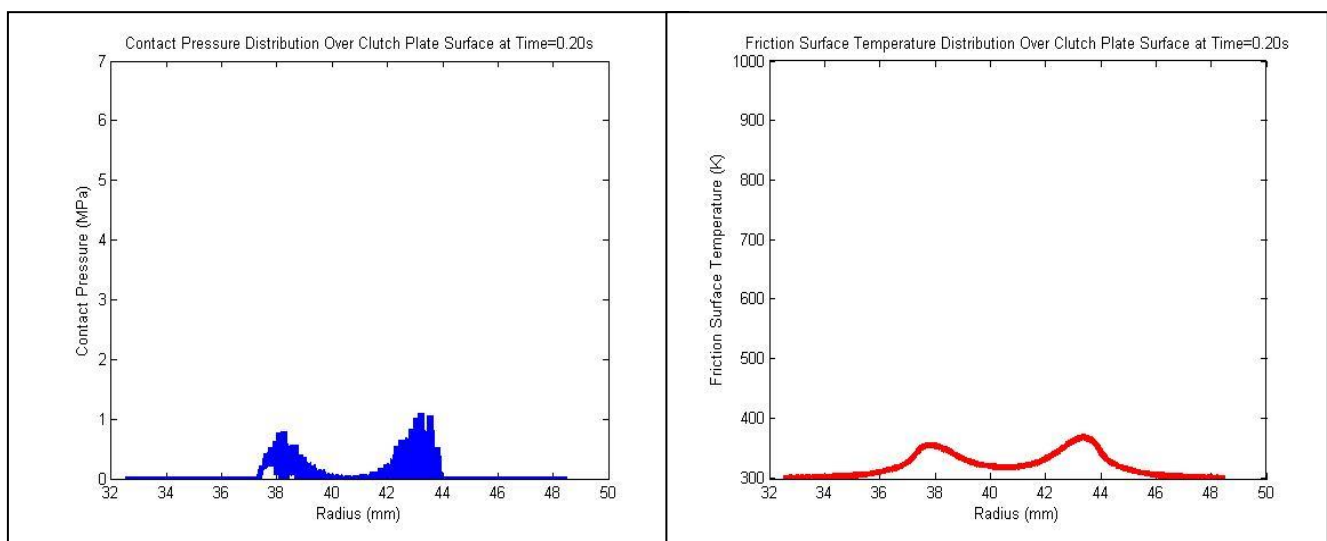 Contact Pressure Distribution Over Clutch Plate Surface at Time=0.20s
7
6
5
4
3
2
1
0
Contact Pressure (MPa)
32 34 36 38 40 42 44 46 48 50
Radius (mm)
Friction Surface Temperature Distribution Over Clutch Plate Surface at Time=0.20s
1000
900
800
700
600
500
400
300
Friction Surface Temperature (K)
32 34 36 38 40 42 44 46 48 50
Radius (mm)